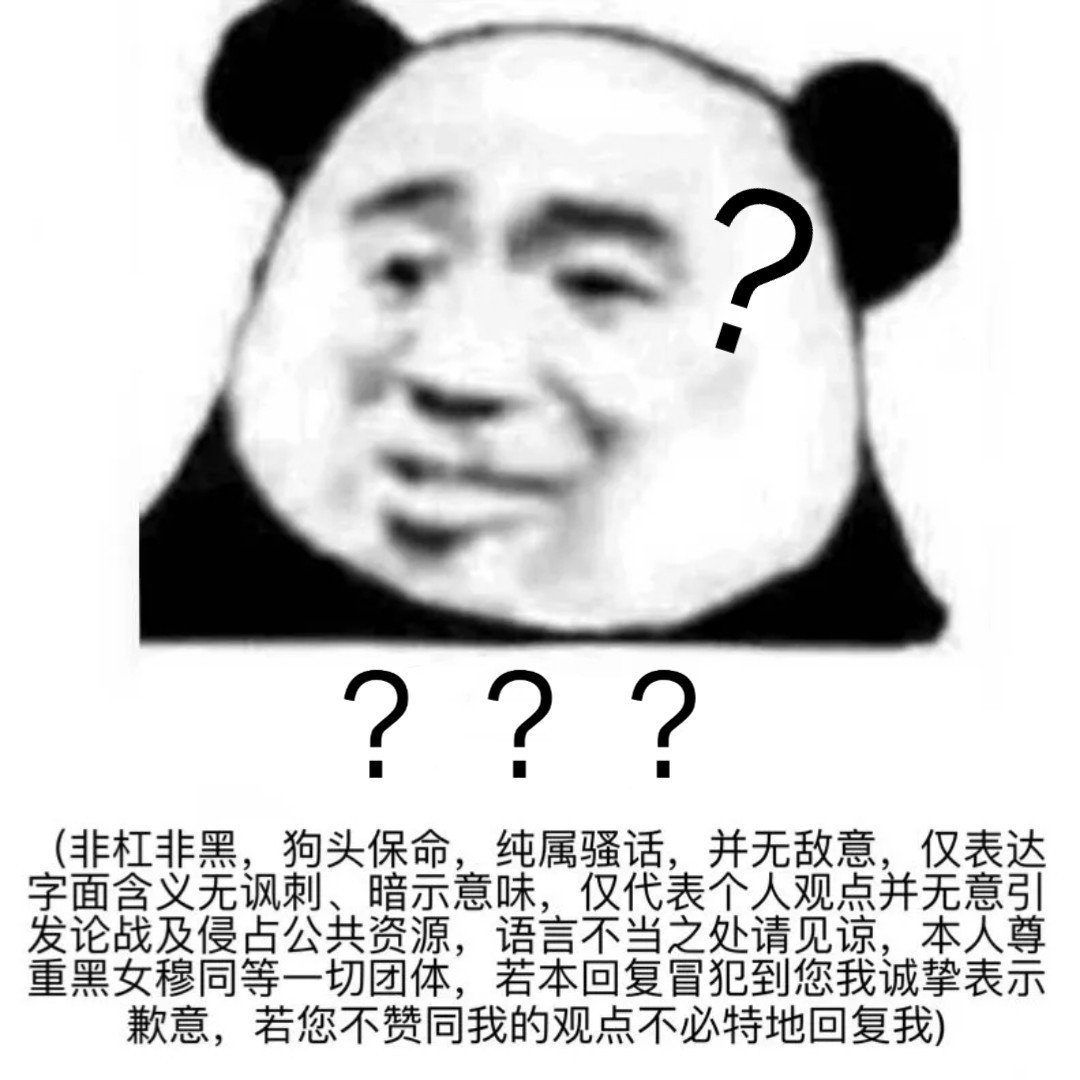 ?
? ? ?
(非杠非黑，狗头保命，纯属骚话，并无敌意，仅表达
字面含义无讽刺、暗示意味，仅代表个人观点并无意引
发论战及侵占公共资源，语言不当之处请见谅，本人尊
重黑女穆同等一切团体，若本回复冒犯到您我诚挚表示
歉意，若您不赞同我的观点不必特地回复我)